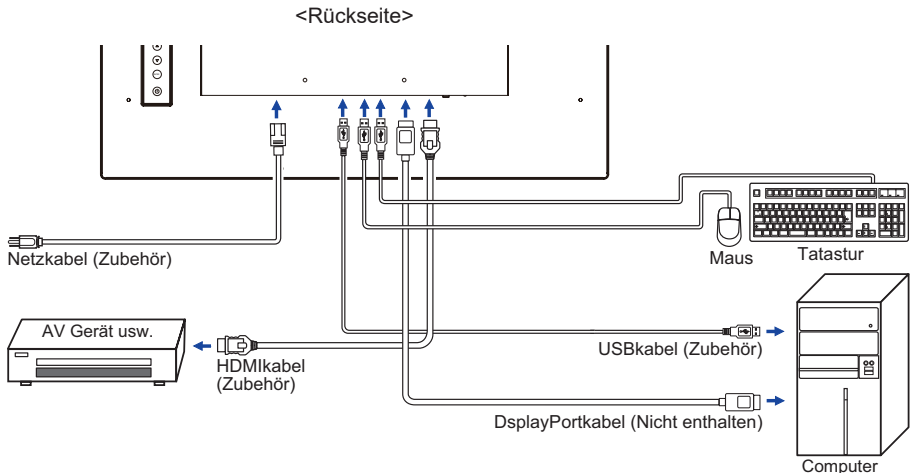 <Rückseite>
Netzkabel (Zubehör)
Maus
Tatastur
AV Gerät usw.
HDMIkabel
(Zubehör)
USBkabel (Zubehör)
DsplayPortkabel (Nicht enthalten)
Computer